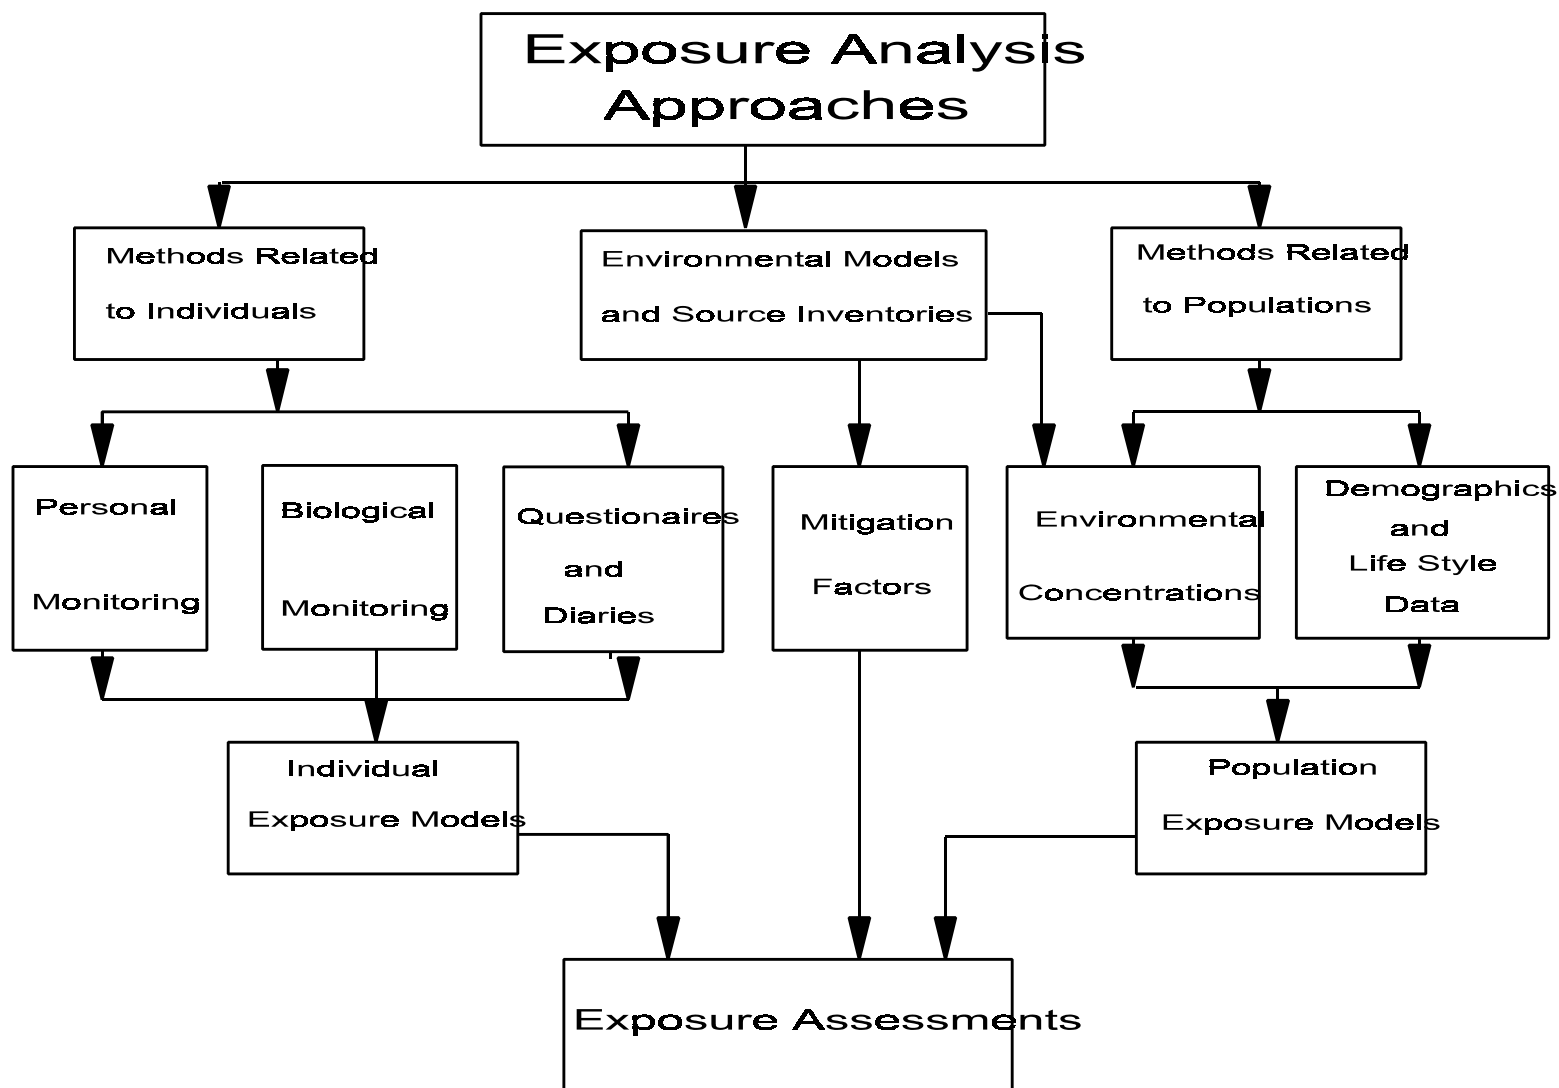 Exposure Analysis
Approaches
Methods Related
to Individuals
Environmental Models
and Source Inventories
Methods Related
to Populations
Personal
Monitoring
Biological
Monitoring
Questionaires
and
Diaries
Mitigation
Factors
Environmental
Concentrations
Demographics
and
Life Style
Data
Individual
Exposure Models
Population
Exposure Models
Exposure Assessments